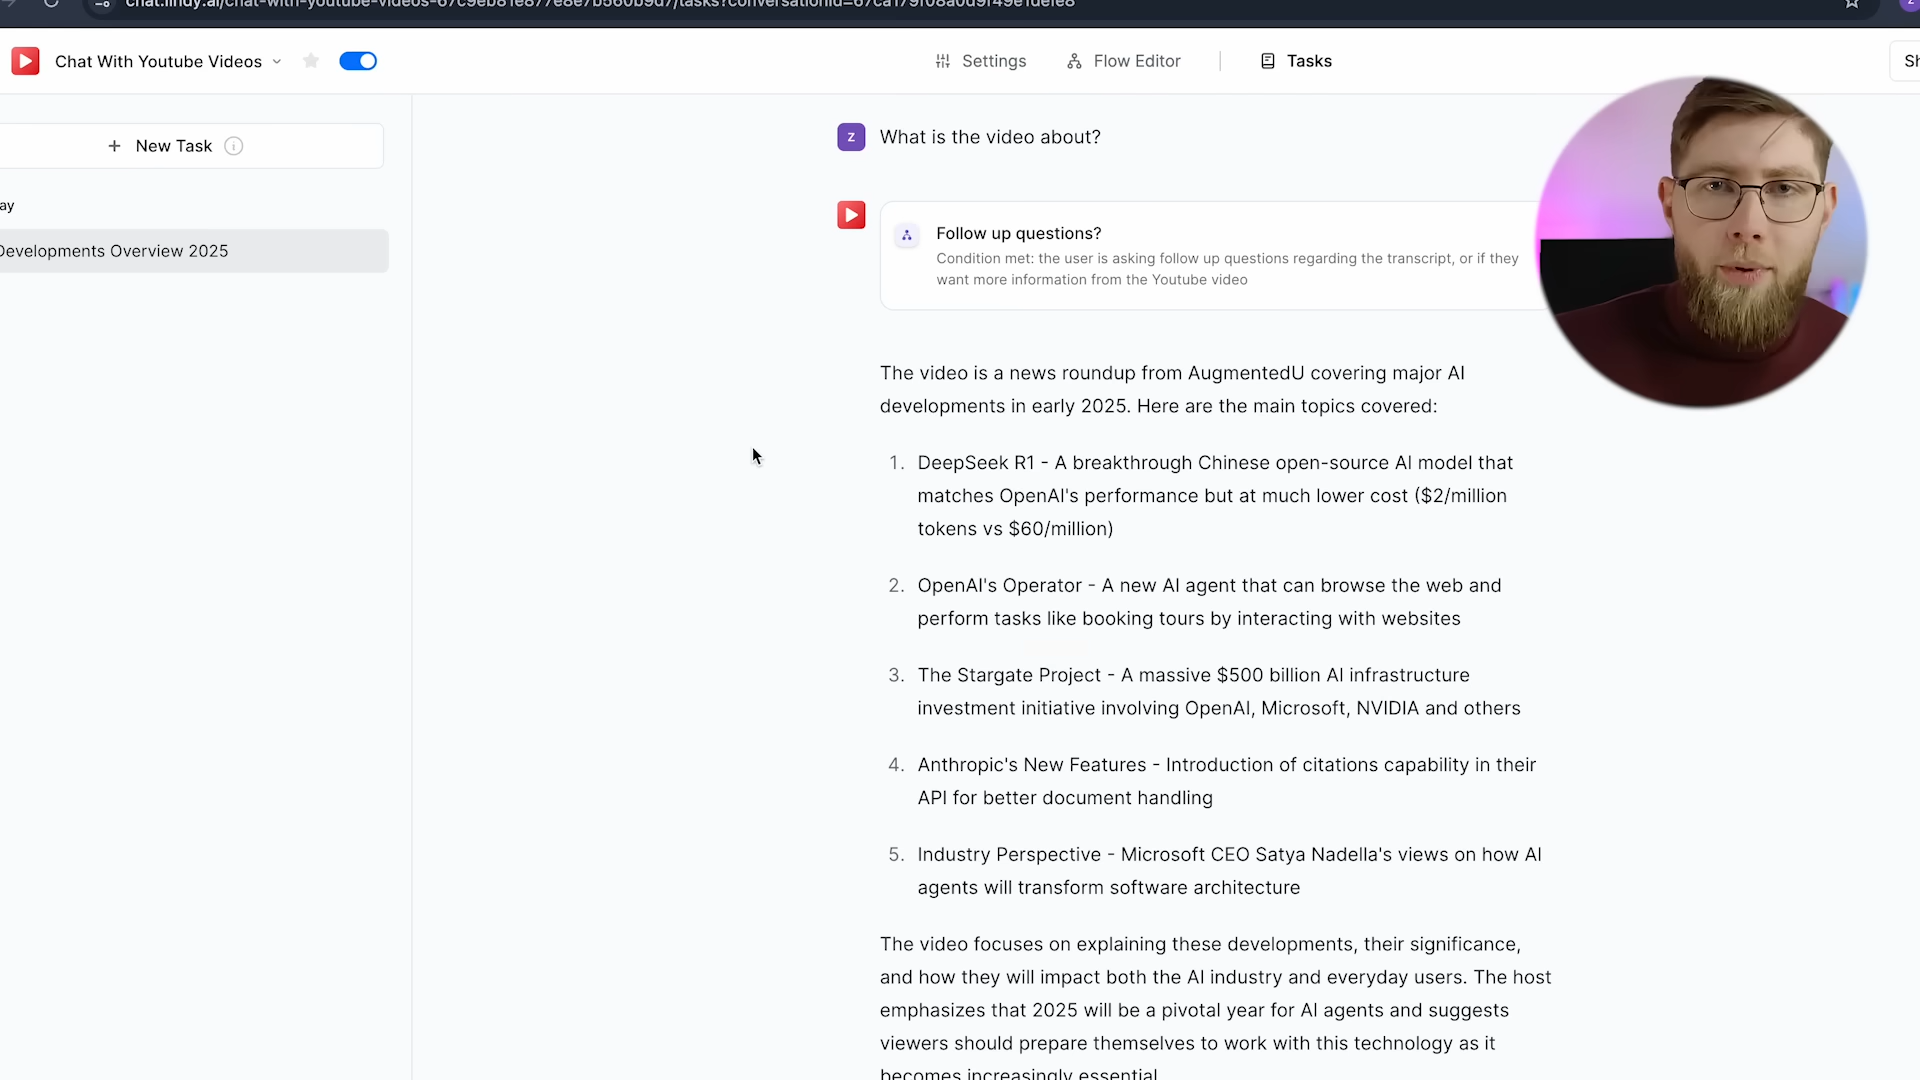 Chat With Youtube Videos
Settings
Flow Editor
Tasks
New Task
Developments Overview 2025
Z
What is the video about?
Follow up questions?
Condition met: the user is asking follow up questions regarding the transcript, or if they
want more information from the Youtube video
The video is a news roundup from AugmentedU covering major AI
developments in early 2025. Here are the main topics covered:
1. DeepSeek R1 - A breakthrough Chinese open-source AI model that
matches OpenAI's performance but at much lower cost ($2/million
tokens vs $60/million)
2. OpenAI's Operator - A new AI agent that can browse the web and
perform tasks like booking tours by interacting with websites
3. The Stargate Project - A massive $500 billion AI infrastructure
investment initiative involving OpenAI, Microsoft, NVIDIA and others
4. Anthropic's New Features - Introduction of citations capability in their
API for better document handling
5. Industry Perspective - Microsoft CEO Satya Nadella's views on how AI
agents will transform software architecture
The video focuses on explaining these developments, their significance,
and how they will impact both the AI industry and everyday users. The host
emphasizes that 2025 will be a pivotal year for AI agents and suggests
viewers should prepare themselves to work with this technology as it
becomes increasingly essential